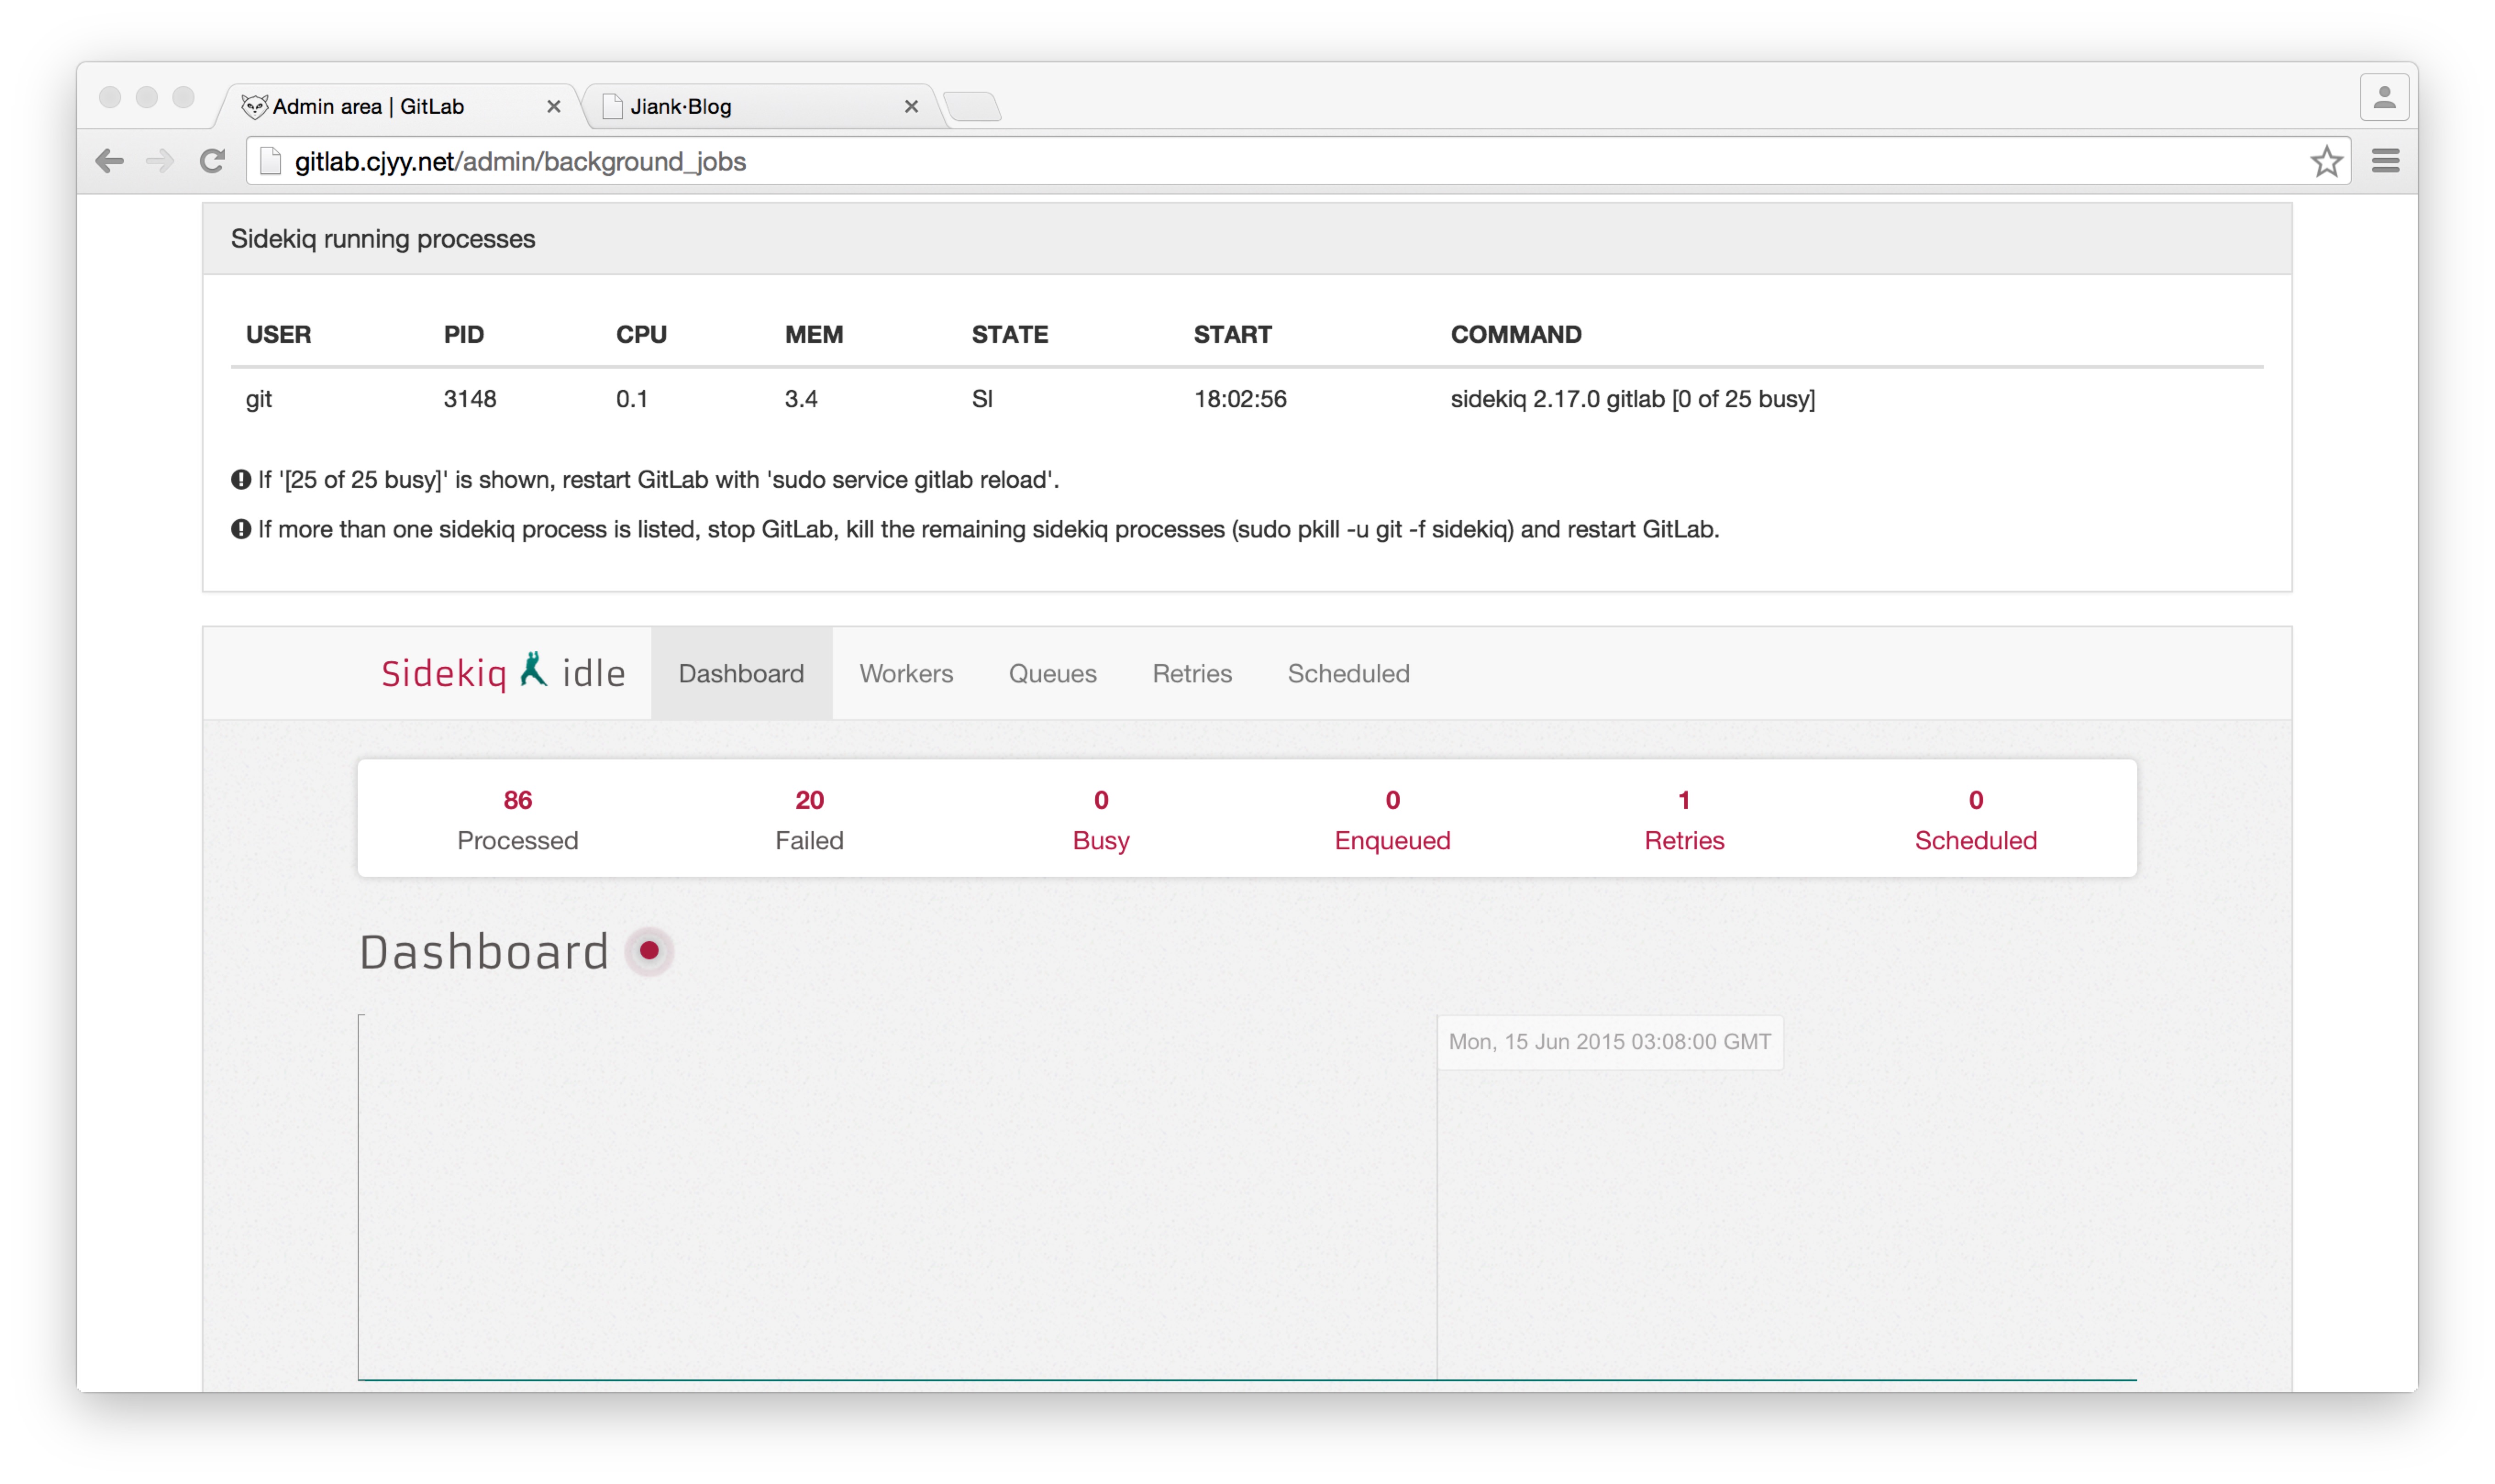 Admin area | GitLab
Jiank·Blog
gitlab.cjyy.net/admin/background_jobs
Sidekiq running processes
USER PID CPU MEM STATE START COMMAND
git 3148 0.1 3.4 Sl 18:02:56 sidekiq 2.17.0 gitlab [0 of 25 busy]
If '[25 of 25 busy]' is shown, restart GitLab with 'sudo service gitlab reload'.
If more than one sidekiq process is listed, stop GitLab, kill the remaining sidekiq processes (sudo pkill -u git -f sidekiq) and restart GitLab.
Sidekiq idle Dashboard Workers Queues Retries Scheduled
86 20 0 0 1 0
Processed Failed Busy Enqueued Retries Scheduled
Dashboard
Mon, 15 Jun 2015 03:08:00 GMT